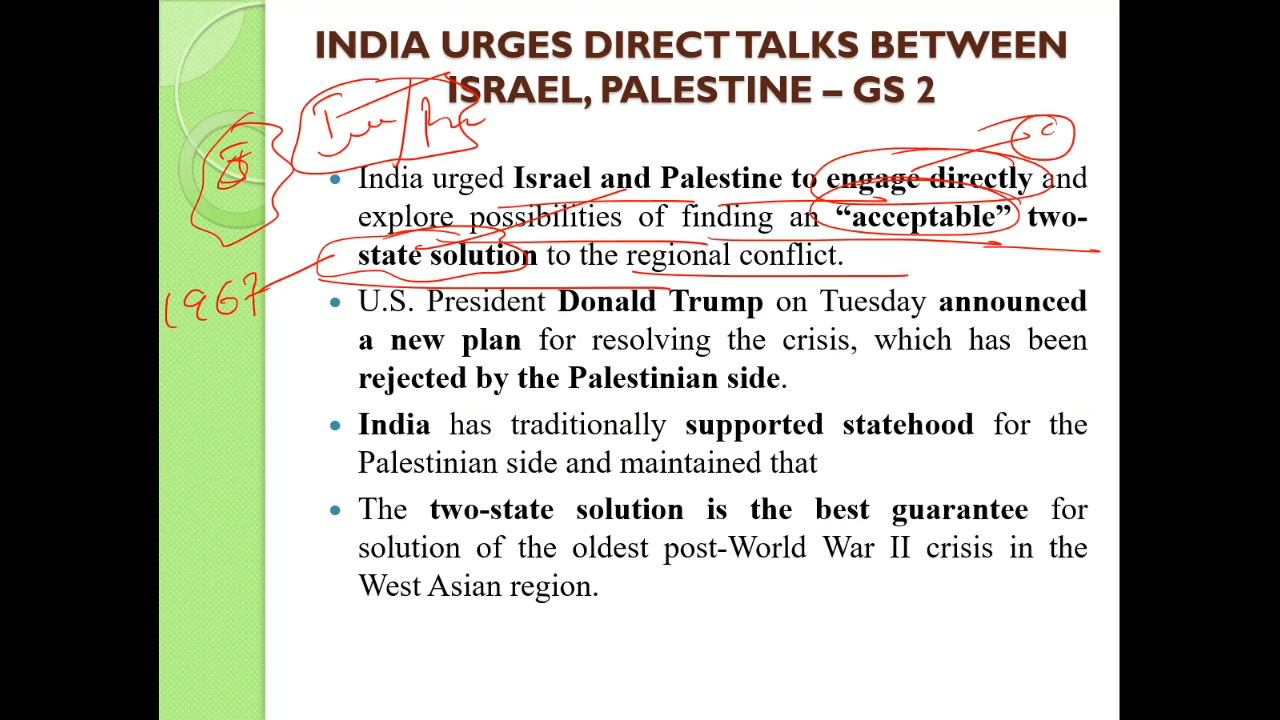 INDIA URGES DIRECT TALKS BETWEEN
ISRAEL, PALESTINE – GS 2
• India urged Israel and Palestine to engage directly and
explore possibilities of finding an “acceptable” two-
state solution to the regional conflict.
1967
• U.S. President Donald Trump on Tuesday announced
a new plan for resolving the crisis, which has been
rejected by the Palestinian side.
• India has traditionally supported statehood for the
Palestinian side and maintained that
• The two-state solution is the best guarantee for
solution of the oldest post-World War II crisis in the
West Asian region.